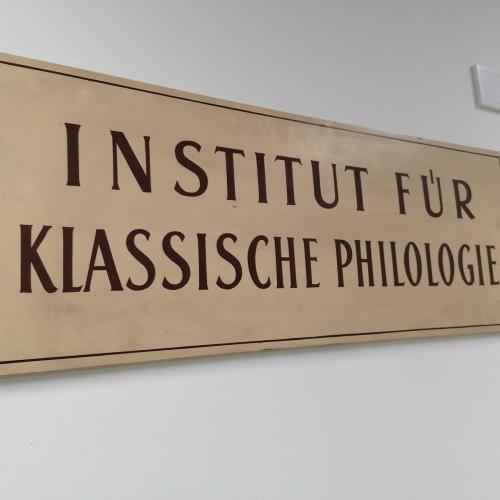 INSTITUT FÜR
KLASSISCHE PHILOLOGIE